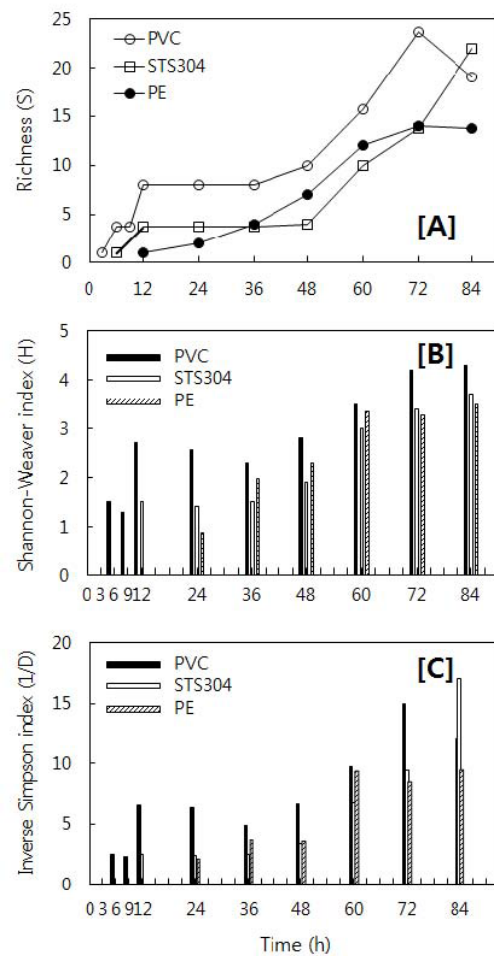 25
20
15
10
5
0
Richness (S)
PVC
STS304
PE
[A]
0 12 24 36 48 60 72 84
5
4
3
2
1
0
Shannon-Weaver index (H)
PVC
STS304
PE
[B]
0 3 6 9 12 24 36 48 60 72 84
20
15
10
5
0
Inverse Simpson index (1/D)
PVC
STS304
PE
[C]
0 3 6 9 12 24 36 48 60 72 84
Time (h)